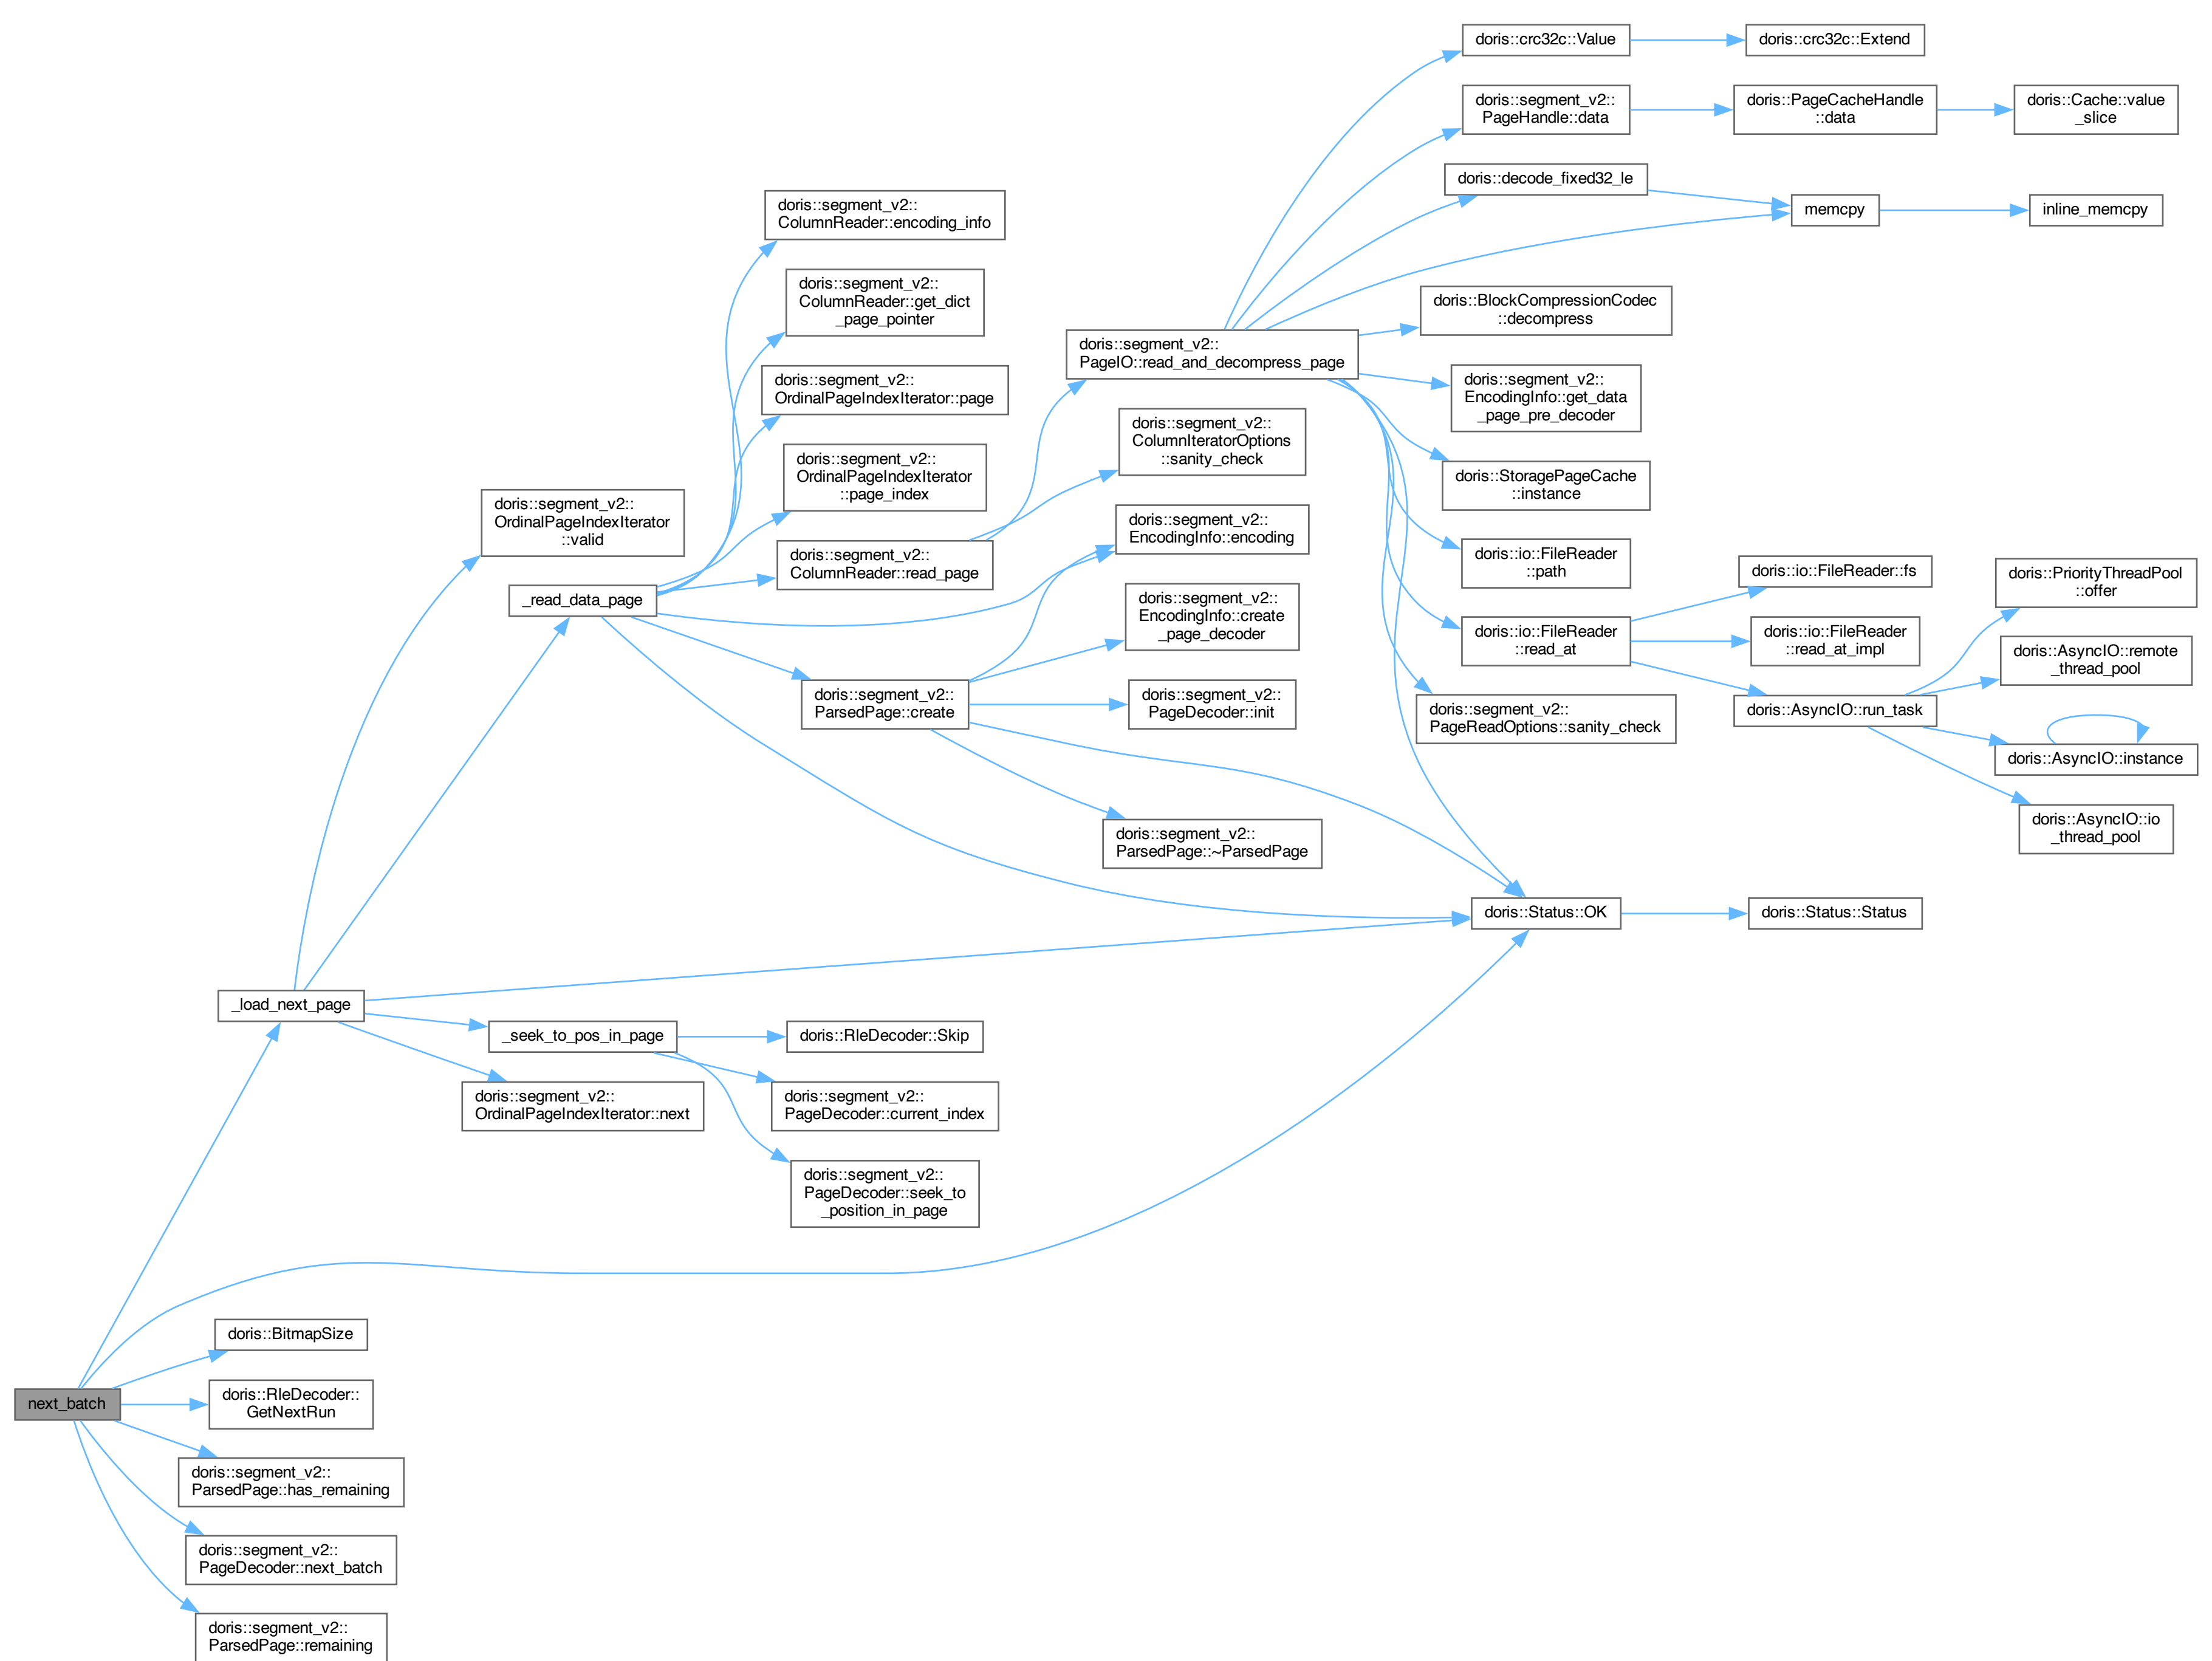 next_batch
_load_next_page
doris::BitmapSize
doris::RleDecoder::
GetNextRun
doris::segment_v2::
ParsedPage::has_remaining
doris::segment_v2::
PageDecoder::next_batch
doris::segment_v2::
ParsedPage::remaining
doris::segment_v2::
OrdinalPageIndexIterator
::valid
_read_data_page
_seek_to_pos_in_page
doris::segment_v2::
OrdinalPageIndexIterator::next
doris::segment_v2::
ColumnReader::encoding_info
doris::segment_v2::
ColumnReader::get_dict
_page_pointer
doris::segment_v2::
OrdinalPageIndexIterator::page
doris::segment_v2::
OrdinalPageIndexIterator
::page_index
doris::segment_v2::
ColumnReader::read_page
doris::segment_v2::
ParsedPage::create
doris::RleDecoder::Skip
doris::segment_v2::
PageDecoder::current_index
doris::segment_v2::
PageDecoder::seek_to
_position_in_page
doris::segment_v2::
PageIO::read_and_decompress_page
doris::segment_v2::
ColumnIteratorOptions
::sanity_check
doris::segment_v2::
EncodingInfo::encoding
doris::segment_v2::
EncodingInfo::create
_page_decoder
doris::segment_v2::
PageDecoder::init
doris::segment_v2::
ParsedPage::~ParsedPage
doris::crc32c::Value
doris::segment_v2::
PageHandle::data
doris::decode_fixed32_le
doris::BlockCompressionCodec
::decompress
doris::segment_v2::
EncodingInfo::get_data
_page_pre_decoder
doris::StoragePageCache
::instance
doris::io::FileReader
::path
doris::io::FileReader
::read_at
doris::segment_v2::
PageReadOptions::sanity_check
doris::Status::OK
doris::crc32c::Extend
doris::PageCacheHandle
::data
memcpy
doris::io::FileReader::fs
doris::io::FileReader
::read_at_impl
doris::AsyncIO::run_task
doris::Status::Status
doris::Cache::value
_slice
inline_memcpy
doris::PriorityThreadPool
::offer
doris::AsyncIO::remote
_thread_pool
doris::AsyncIO::instance
doris::AsyncIO::io
_thread_pool